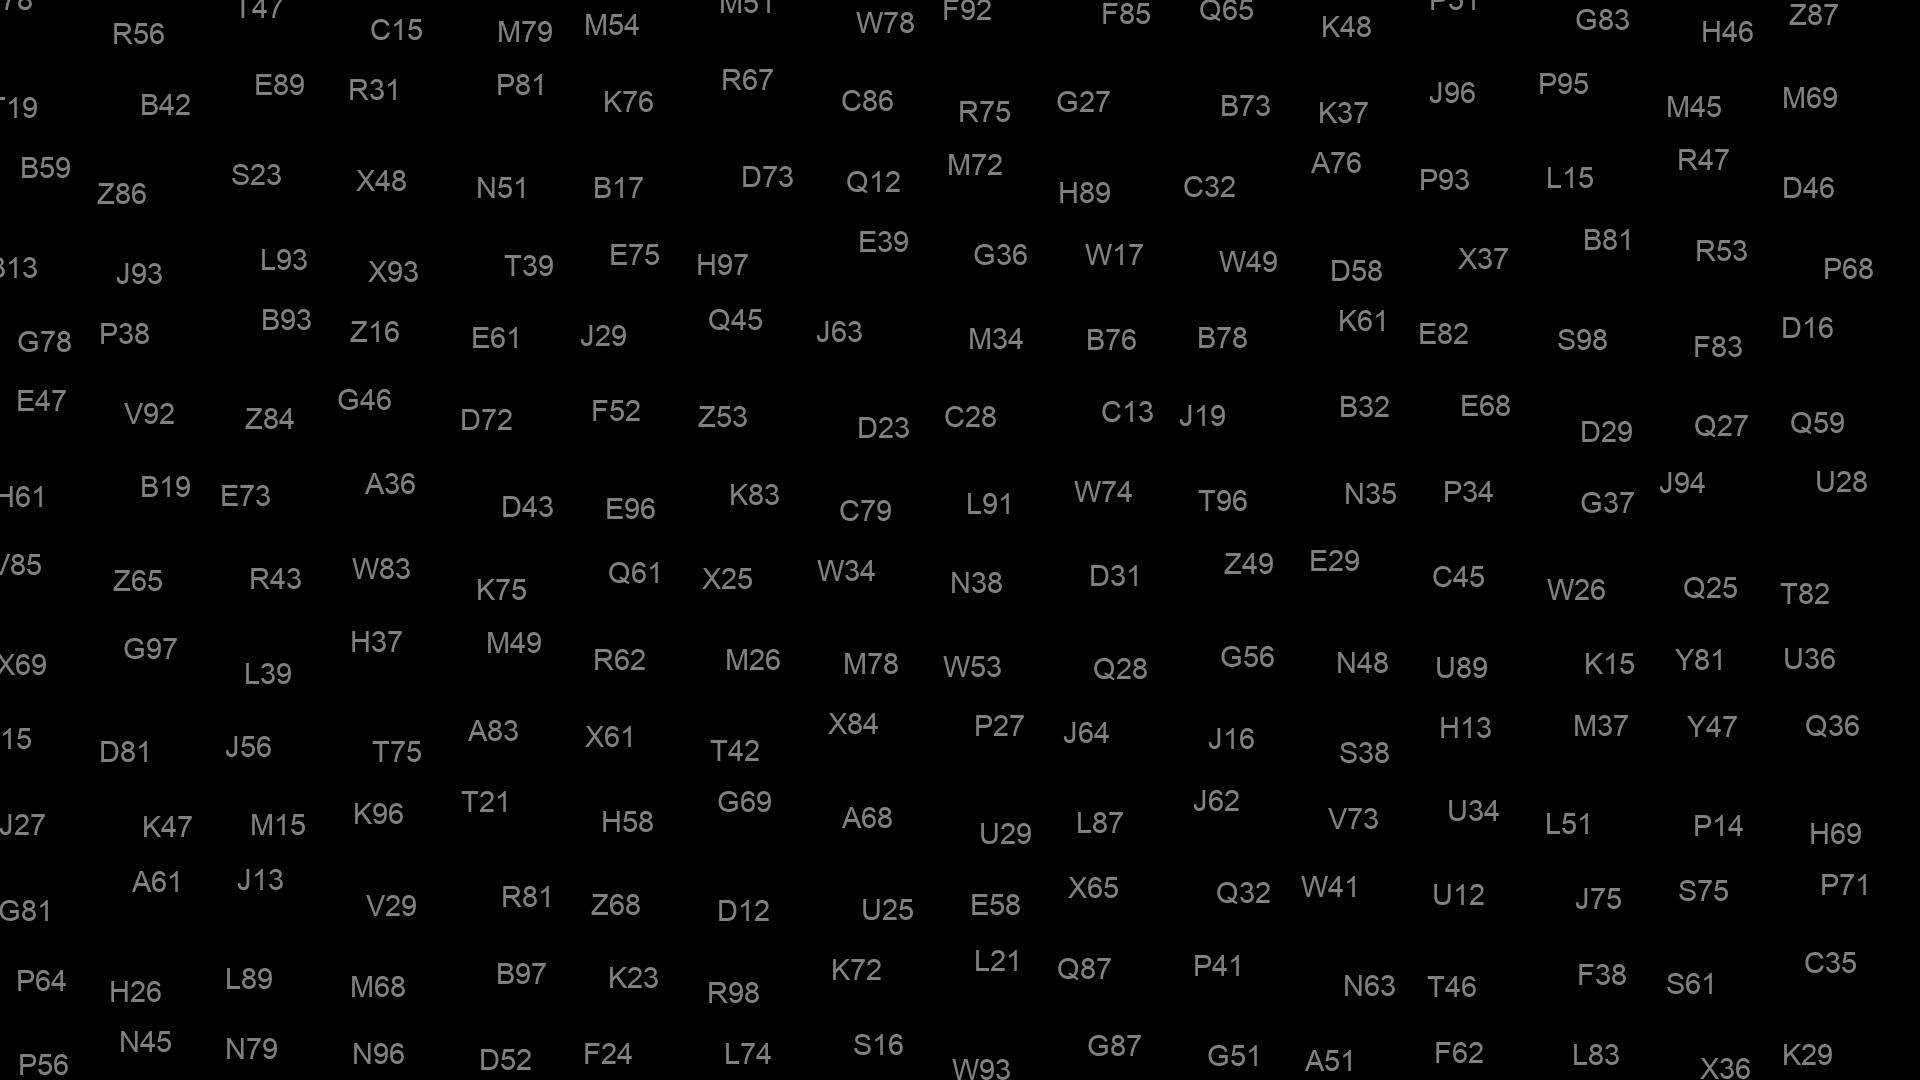 R56 T47 C15 M79 M54 M51 W78 F92 F85 Q65 K48 P51 G83 H46 Z87
T19 B42 E89 R31 P81 K76 R67 C86 R75 G27 B73 K37 J96 P95 M45 M69
B59 Z86 S23 X48 N51 B17 D73 Q12 M72 H89 C32 A76 P93 L15 R47 D46
B13 J93 L93 X93 T39 E75 H97 E39 G36 W17 W49 D58 X37 B81 R53 P68
G78 P38 B93 Z16 E61 J29 Q45 J63 M34 B76 B78 K61 E82 S98 F83 D16
E47 V92 Z84 G46 D72 F52 Z53 D23 C28 C13 J19 B32 E68 D29 Q27 Q59
H61 B19 E73 A36 D43 E96 K83 C79 L91 W74 T96 N35 P34 G37 J94 U28
V85 Z65 R43 W83 K75 Q61 X25 W34 N38 D31 Z49 E29 C45 W26 Q25 T82
X69 G97 L39 H37 M49 R62 M26 M78 W53 Q28 G56 N48 U89 K15 Y81 U36
15 D81 J56 T75 A83 X61 T42 X84 P27 J64 J16 S38 H13 M37 Y47 Q36
J27 K47 M15 K96 T21 H58 G69 A68 U29 L87 J62 V73 U34 L51 P14 H69
G81 A61 J13 V29 R81 Z68 D12 U25 E58 X65 Q32 W41 U12 J75 S75 P71
P64 H26 L89 M68 B97 K23 R98 K72 L21 Q87 P41 N63 T46 F38 S61 C35
P56 N45 N79 N96 D52 F24 L74 S16 W93 G87 G51 A51 F62 L83 X36 K29